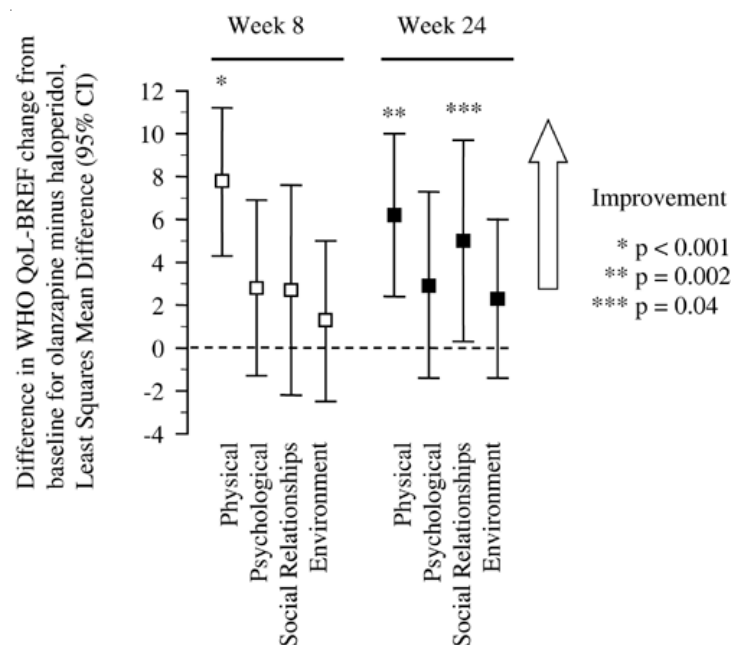 Difference in WHO QoL-BREF change from
baseline for olanzapine minus haloperidol,
Least Squares Mean Difference (95% CI)
Week 8
Week 24
12
10
8
6
4
2
0
-2
-4
*
**
***
Physical
Psychological
Social Relationships
Environment
Physical
Psychological
Social Relationships
Environment
Improvement
* p < 0.001
** p = 0.002
*** p = 0.04